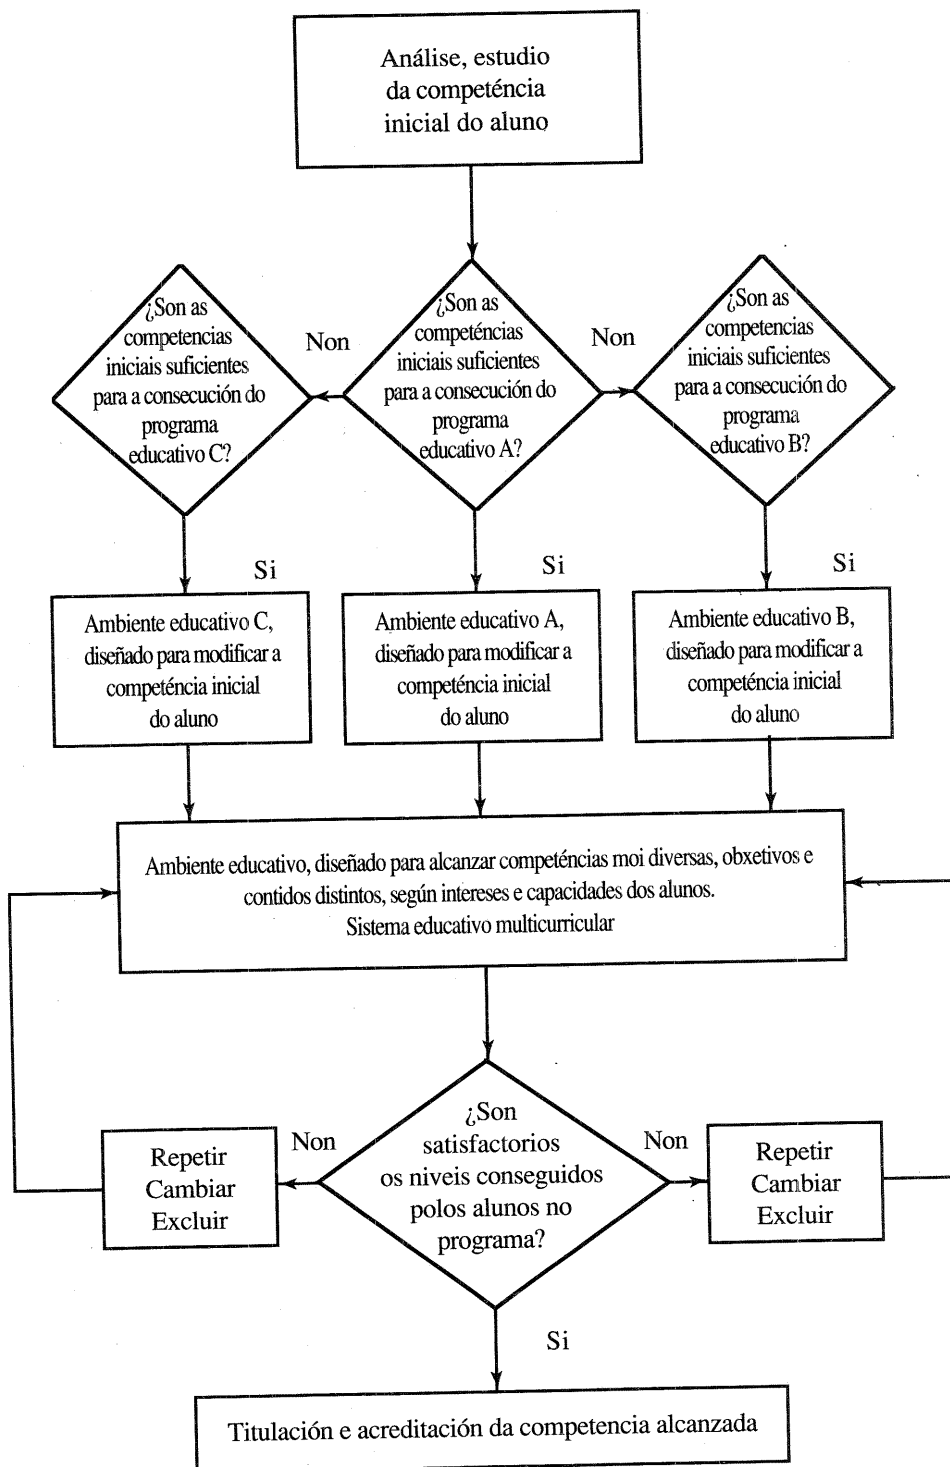 Análise, estudio
da competéncia
inicial do aluno
¿Son as
competencias
iniciais suficientes
para a consecución do
programa
educativo C?
Non
¿Son as
competéncias
iniciais suficientes
para a consecución do
programa
educativo A?
Non
¿Son as
competencias
iniciais suficientes
para a consecución do
programa
educativo B?
Si
Si
Si
Ambiente educativo C,
diseñado para modificar a
competéncia inicial
do aluno
Ambiente educativo A,
diseñado para modificar a
competéncia inicial
do aluno
Ambiente educativo B,
diseñado para modificar a
competéncia inicial
do aluno
Ambiente educativo, diseñado para alcanzar competéncias moi diversas, obxetivos e
contidos distintos, según intereses e capacidades dos alunos.
Sistema educativo multicurricular
Repetir
Cambiar
Excluir
Non
¿Son
satisfactorios
os niveis conseguidos
polos alunos no
programa?
Non
Repetir
Cambiar
Excluir
Si
Titulación e acreditación da competencia alcanzada